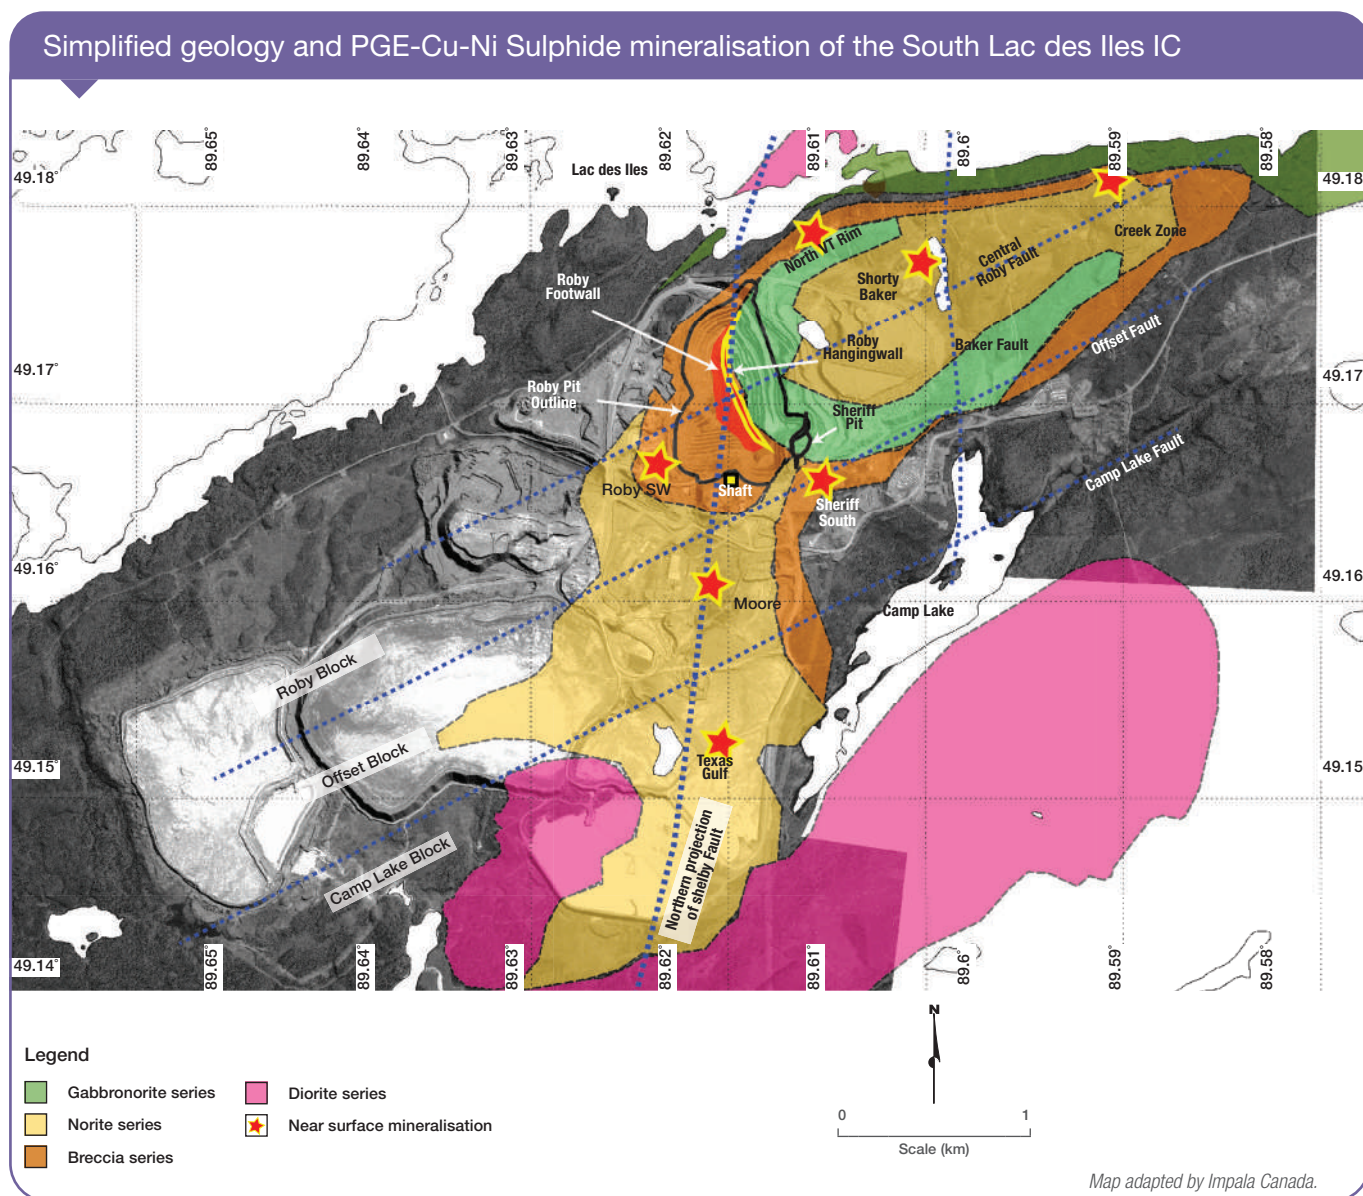 Simplified geology and PGE-Cu-Ni Sulphide mineralisation of the South Lac des Iles IC
89.65°
89.64°
89.63°
89.62°
89.61°
89.6°
89.59°
89.58°
49.18°
49.18°
Lac des Iles
North VT Rim
Creek Zone
Central
Roby Fault
Shorty
Baker
Roby
Footwall
Roby
Hangingwall
Baker Fault
Offset Fault
49.17°
49.17°
Roby Pit
Outline
Sheriff
Pit
Camp Lake Fault
Roby SW
Shaft
Sheriff
South
49.16°
49.16°
Moore
Camp Lake
Roby Block
Offset Block
Texas
Gulf
49.15°
49.15°
Camp Lake Block
Northern projection
of shelby Fault
49.14°
89.65°
89.64°
89.63°
89.62°
89.61°
89.6°
89.59°
89.58°
N
Legend
Gabbronorite series
Diorite series
Norite series
Near surface mineralisation
Breccia series
0
1
Scale (km)
Map adapted by Impala Canada.